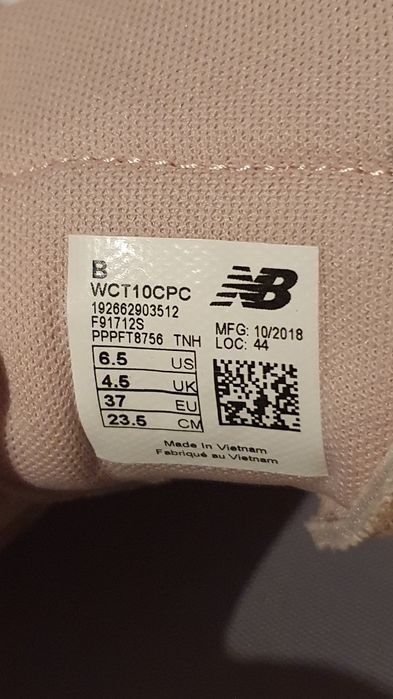 B
WCT10CPC
192662903512
F91712S
PPPFT8756 TNH
NB
MFG: 10/2018
LOC: 44
6.5 US
4.5 UK
37 EU
23.5 CM
Made In Vietnam
Fabriqué au Vietnam